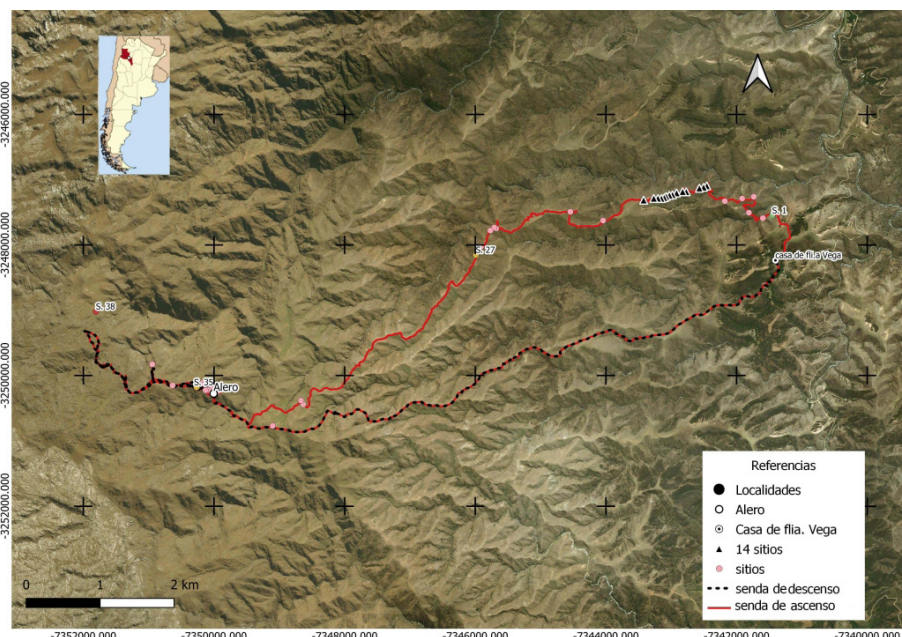 -3246000.000
S. 1
-3248000.000
S. 27
casa de flia Vega
S. 38
-3250000.000
S. 35
Alero
Referencias
Localidades
Alero
-3252000.000
Casa de flia. Vega
14 sitios
sitios
0 1 2 km
senda de descenso
senda de ascenso
-7352000.000 -7350000.000 -7348000.000 -7346000.000 -7344000.000 -7342000.000 -7340000.000